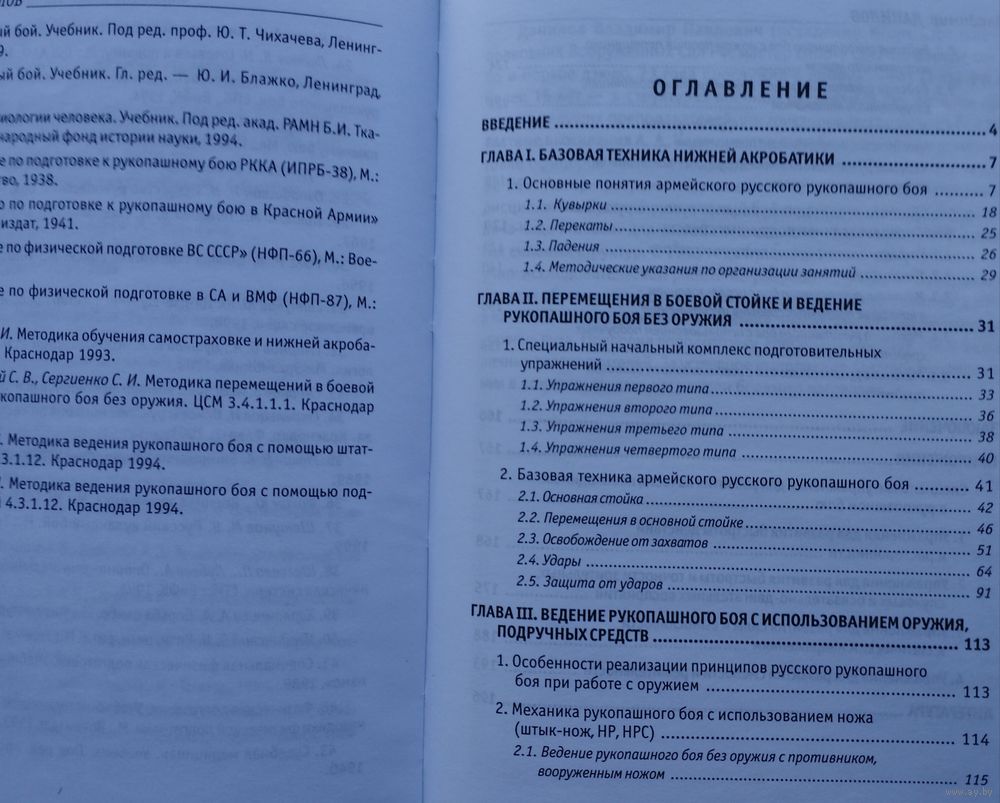 ый бой. Учебник. Под ред. проф. Ю. Т. Чихачева, Ленинг-
9.
ый бой. Учебник. Гл. ред. — Ю. И. Блажко, Ленинград,
иологии человека. Учебник. Под ред. акад. РАМН Б.И. Тка-
народный фонд истории науки, 1994.
е по подготовке к рукопашному бою РККА (ИПРБ-38), М.:
тво, 1938.
о по подготовке к рукопашному бою в Красной Армии»
издат, 1941.
е по физической подготовке ВС СССР» (НФП-66), М.: Вое-
е по физической подготовке в СА и ВМФ (НФП-87), М.:
И. Методика обучения самостраховке и нижней акроба-
Краснодар 1993.
й С. В., Сергиенко С. И. Методика перемещений в боевой
копашного боя без оружия. ЦСМ 3.4.1.1.1. Краснодар
. Методика ведения рукопашного боя с помощью штат-
.3.1.12. Краснодар 1994.
. Методика ведения рукопашного боя с помощью под-
4.3.1.12. Краснодар 1994.
ОГЛАВЛЕНИЕ
ВВЕДЕНИЕ ... 4
ГЛАВА I. БАЗОВАЯ ТЕХНИКА НИЖНЕЙ АКРОБАТИКИ ... 7
1. Основные понятия армейского русского рукопашного боя ... 7
1.1. Кувырки ... 18
1.2. Перекаты ... 25
1.3. Падения ... 26
1.4. Методические указания по организации занятий ... 29
ГЛАВА II. ПЕРЕМЕЩЕНИЯ В БОЕВОЙ СТОЙКЕ И ВЕДЕНИЕ
РУКОПАШНОГО БОЯ БЕЗ ОРУЖИЯ ... 31
1. Специальный начальный комплекс подготовительных
упражнений ... 31
1.1. Упражнения первого типа ... 33
1.2. Упражнения второго типа ... 36
1.3. Упражнения третьего типа ... 38
1.4. Упражнения четвертого типа ... 40
2. Базовая техника армейского русского рукопашного боя ... 41
2.1. Основная стойка ... 42
2.2. Перемещения в основной стойке ... 46
2.3. Освобождение от захватов ... 51
2.4. Удары ... 64
2.5. Защита от ударов ... 91
ГЛАВА III. ВЕДЕНИЕ РУКОПАШНОГО БОЯ С ИСПОЛЬЗОВАНИЕМ ОРУЖИЯ,
ПОДРУЧНЫХ СРЕДСТВ ... 113
1. Особенности реализации принципов русского рукопашного
боя при работе с оружием ... 113
2. Механика рукопашного боя с использованием ножа
(штык-нож, НР, НРС) ... 114
2.1. Ведение рукопашного боя без оружия с противником,
вооруженным ножом ... 115
www.ay.by